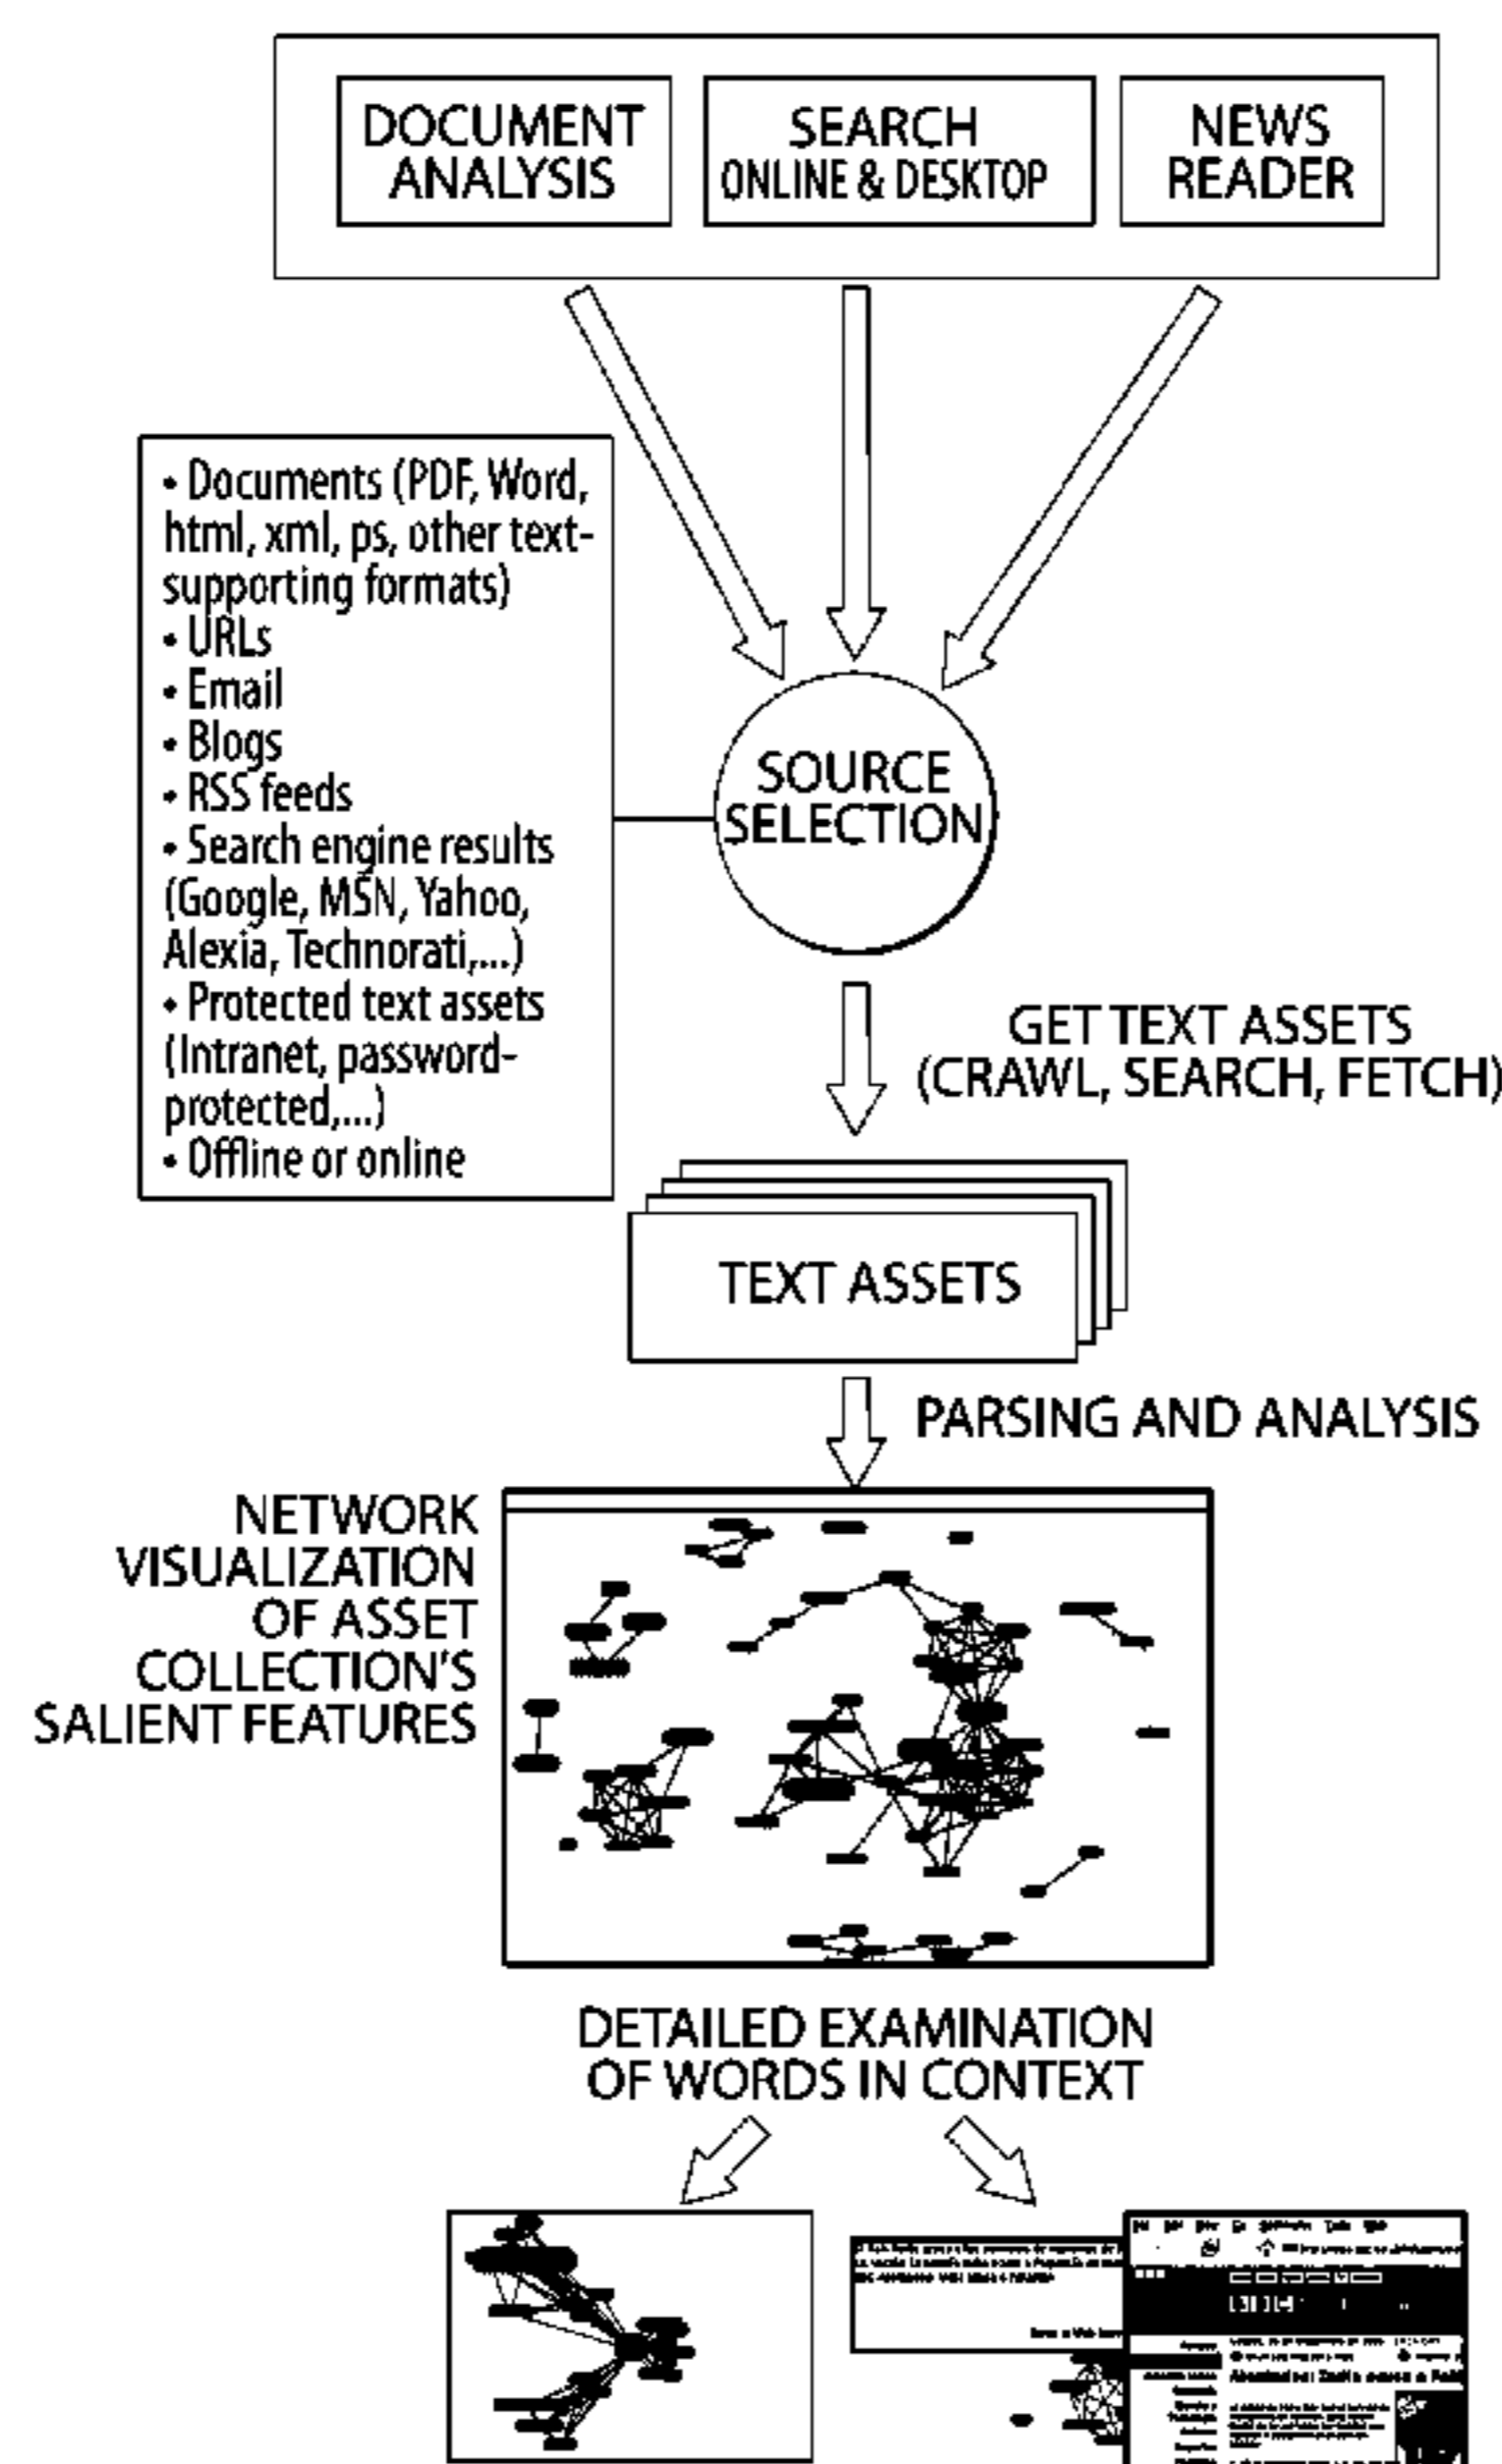 DOCUMENT
ANALYSIS
SEARCH
ONLINE & DESKTOP
NEWS
READER
• Documents (PDF, Word,
html, xml, ps, other text-
supporting formats)
• URLs
• Email
• Blogs
• RSS feeds
• Search engine results
(Google, MSN, Yahoo,
Alexia, Technorati,...)
• Protected text assets
(Intranet, password-
protected,...)
• Offline or online
SOURCE
SELECTION
GET TEXT ASSETS
(CRAWL, SEARCH, FETCH)
TEXT ASSETS
PARSING AND ANALYSIS
NETWORK
VISUALIZATION
OF ASSET
COLLECTION'S
SALIENT FEATURES
DETAILED EXAMINATION
OF WORDS IN CONTEXT